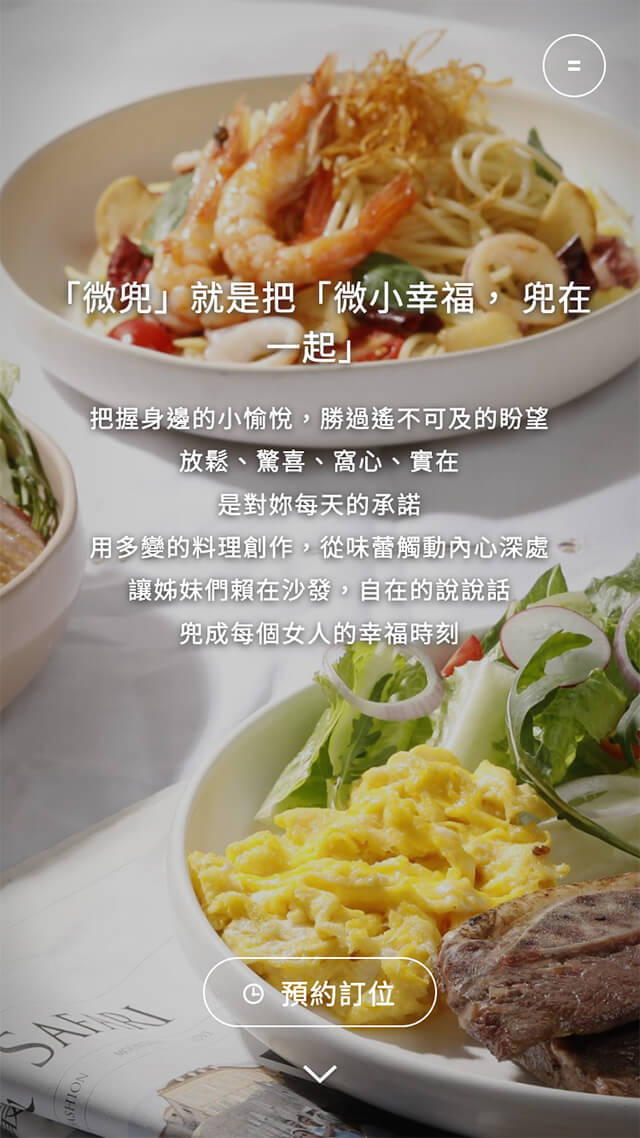 「微兜」就是把「微小幸福， 兜在
一起」
把握身邊的小愉悅，勝過遙不可及的盼望
放鬆、驚喜、窩心、實在
是對妳每天的承諾
用多變的料理創作，從味蕾觸動內心深處
讓姊妹們賴在沙發，自在的說說話
兜成每個女人的幸福時刻
預約訂位
SAFARI
FASHION